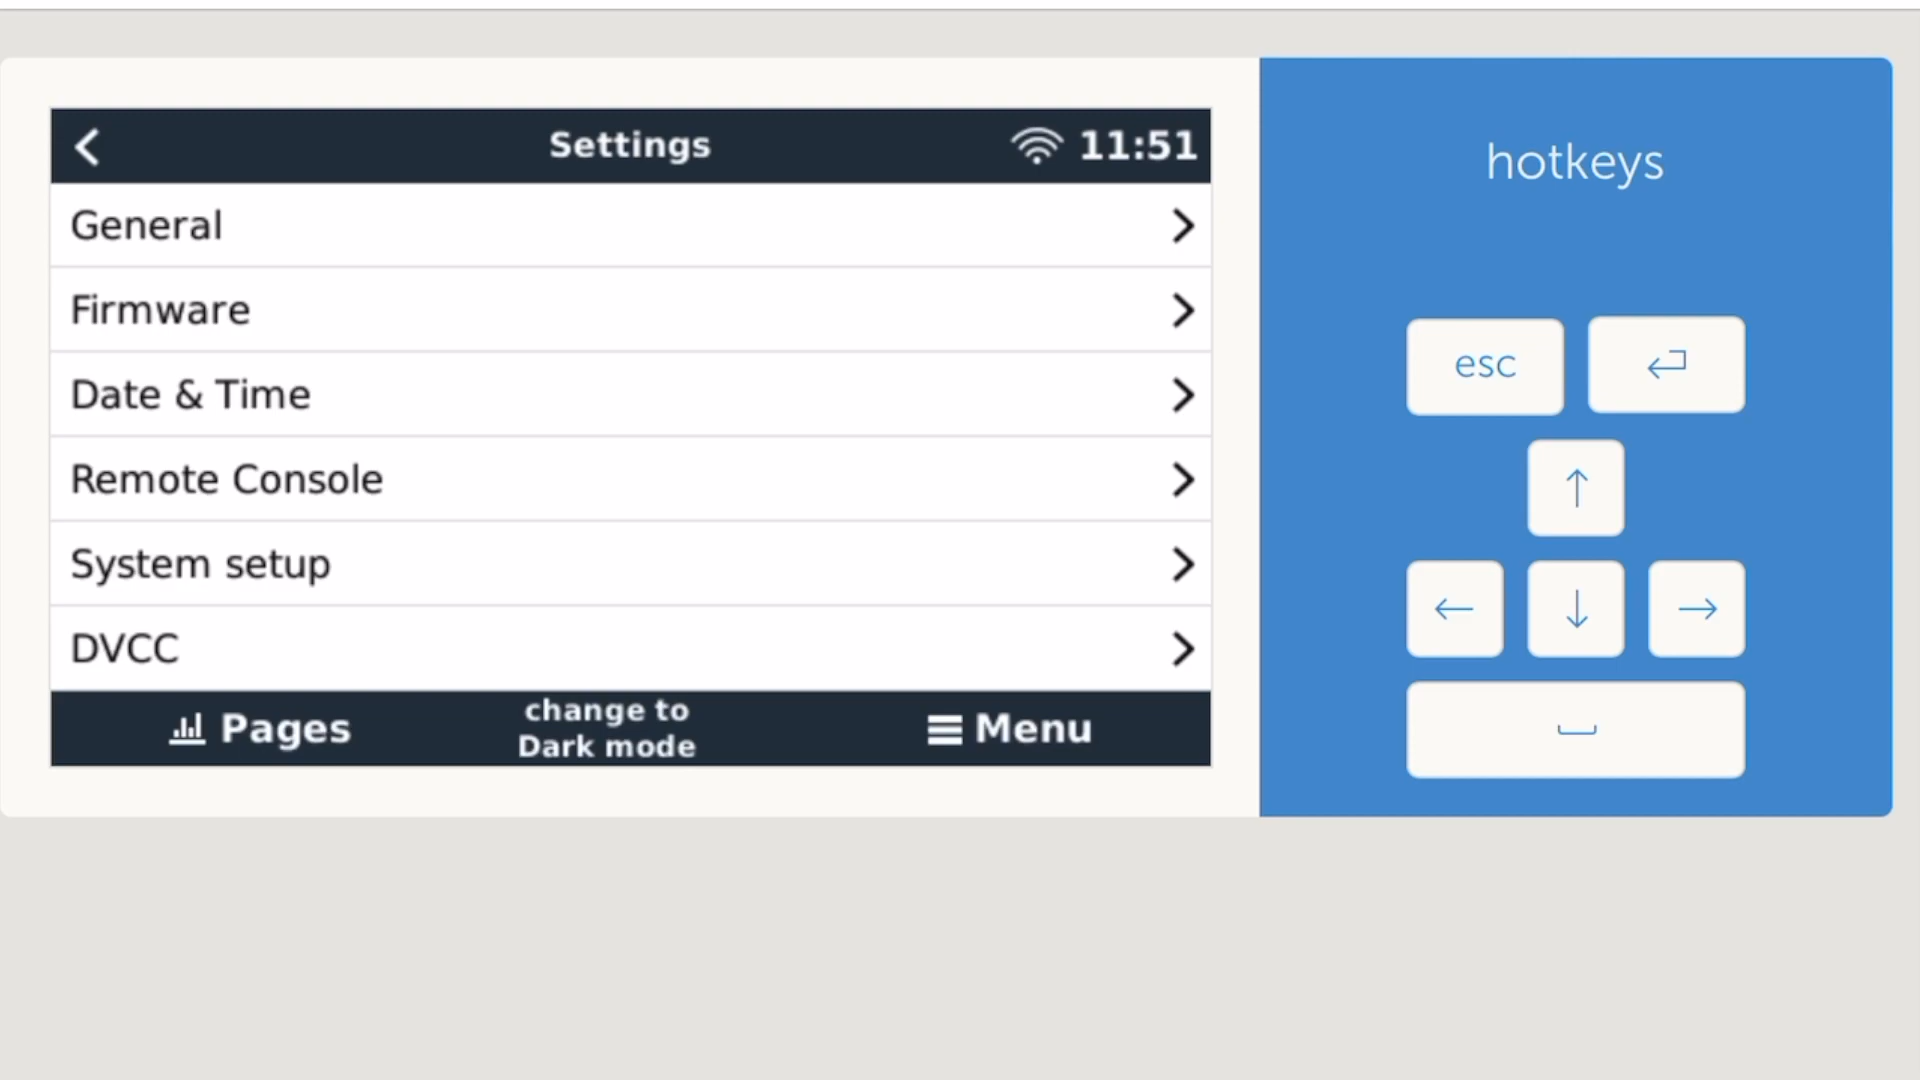 Settings
11:51
General
Firmware
Date & Time
Remote Console
System setup
DVCC
Pages
change to
Dark mode
Menu
hotkeys
esc